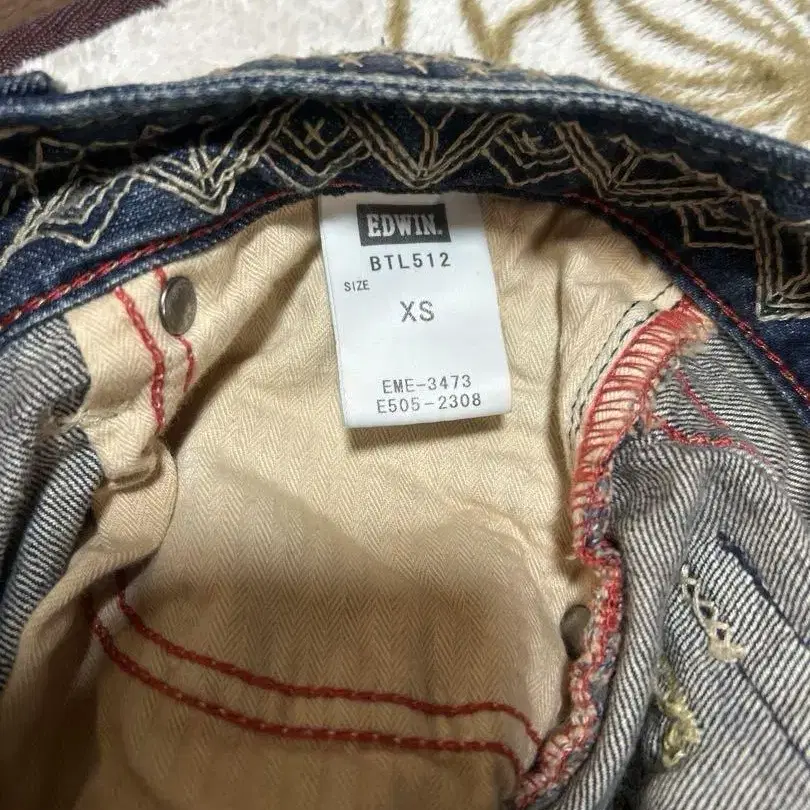 EDWIN.
BTL512
SIZE
XS
EME-3473
E505-2308